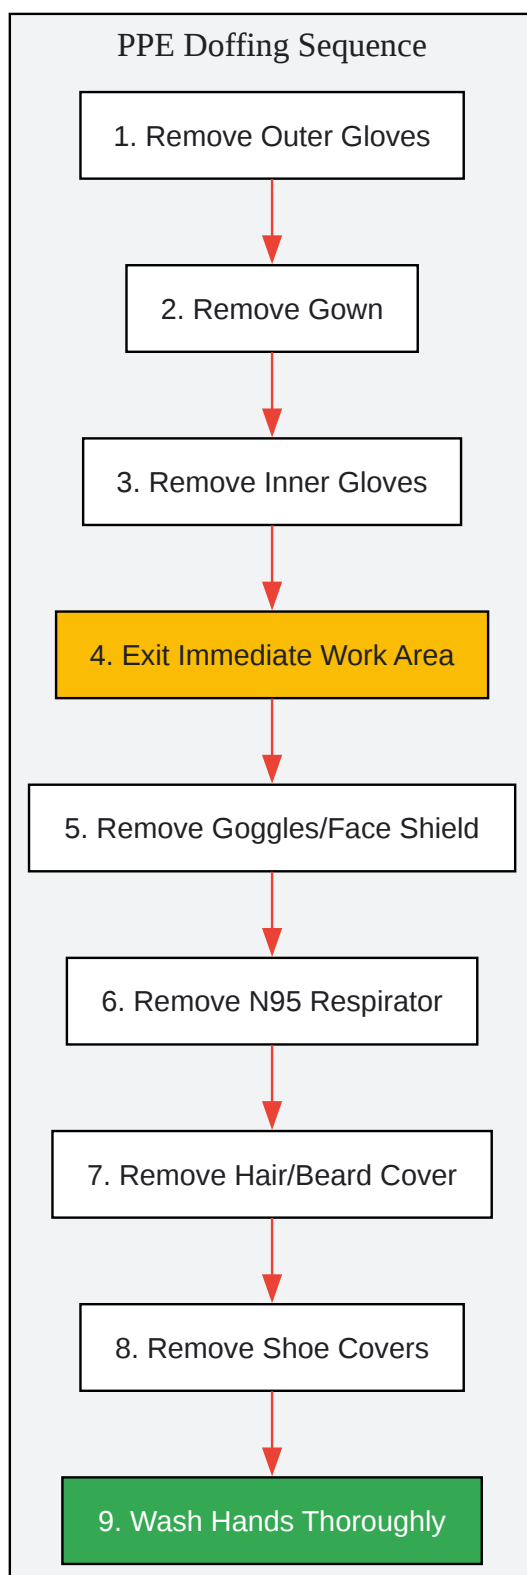 PPE Doffing Sequence
1. Remove Outer Gloves
2. Remove Gown
3. Remove Inner Gloves
4. Exit Immediate Work Area
5. Remove Goggles/Face Shield
6. Remove N95 Respirator
7. Remove Hair/Beard Cover
8. Remove Shoe Covers
9. Wash Hands Thoroughly